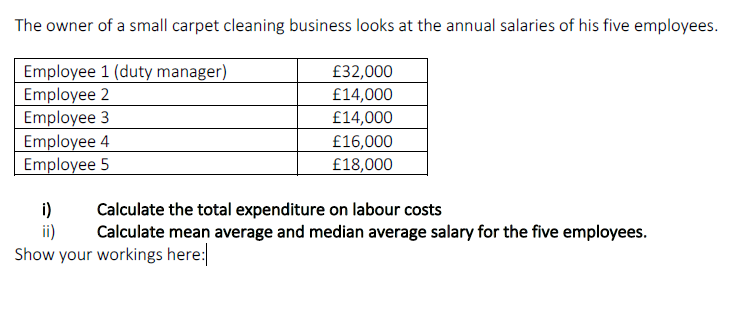 The owner of a small carpet cleaning business looks at the annual salaries of his five employees.
Employee 1 (duty manager) £32,000
Employee 2 £14,000
Employee 3 £14,000
Employee 4 £16,000
Employee 5 £18,000
i) Calculate the total expenditure on labour costs
ii) Calculate mean average and median average salary for the five employees.
Show your workings here: